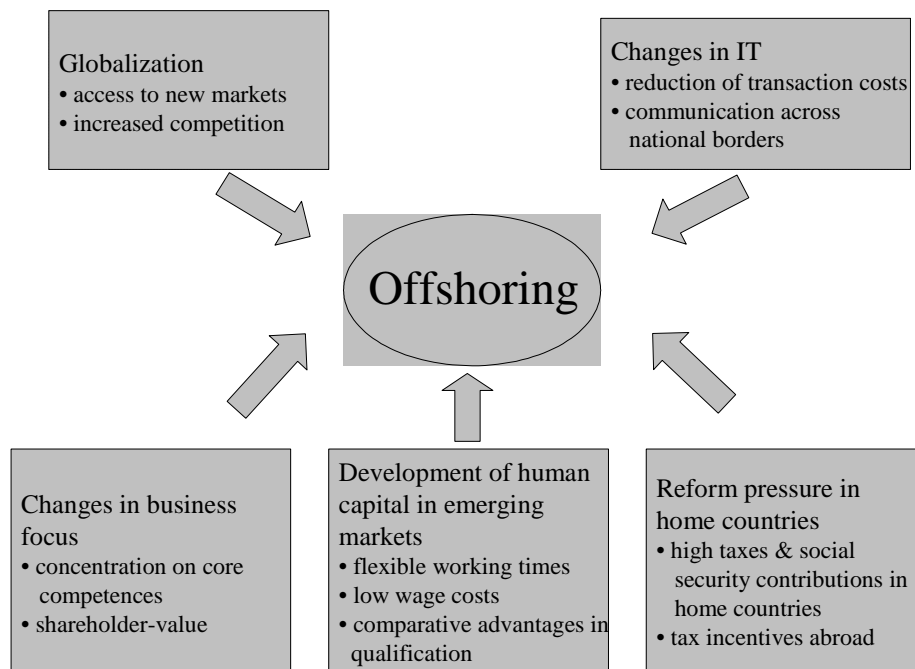 Globalization
• access to new markets
• increased competition
Changes in IT
• reduction of transaction costs
• communication across
national borders
Offshoring
Changes in business
focus
• concentration on core
competences
• shareholder-value
Development of human
capital in emerging
markets
• flexible working times
• low wage costs
• comparative advantages in
qualification
Reform pressure in
home countries
• high taxes & social
security contributions in
home countries
• tax incentives abroad